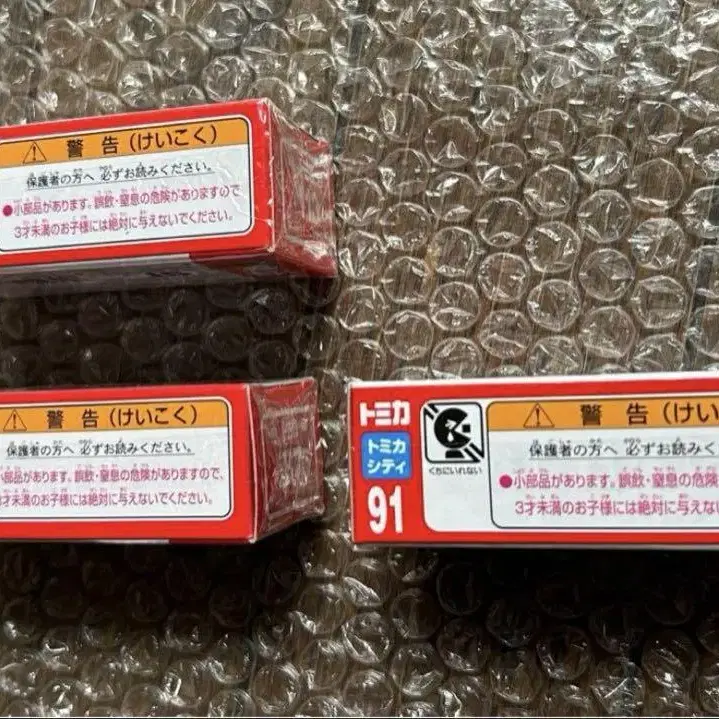 警告(けいこく)
保護者の方へ 必ずお読みください。
●小部品があります。誤飲・窒息の危険がありますので
3才未満のお子様には絶対に与えないでください。
警告(けいこく)
保護者の方へ 必ずお読みください。
小部品があります。誤飲・窒息の危険がありますので、
才未満のお子様には絶対に与えないでください。
トミカ
トミカ
シティ
91
くちにいれない
警告(けい
保護者の方へ 必ずお読みく
●小部品があります。誤飲・窒息の危険
3才未満のお子様には絶対に与えな